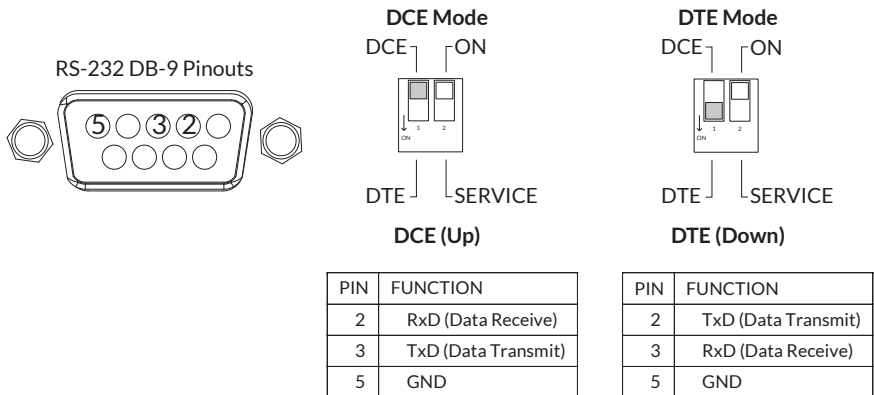 RS-232 DB-9 Pinouts
5 3 2
DCE Mode
DCE ON
1 2
ON
DTE SERVICE
DCE (Up)
PIN FUNCTION
2 RxD (Data Receive)
3 TxD (Data Transmit)
5 GND
DTE Mode
DCE ON
1 2
ON
DTE SERVICE
DTE (Down)
PIN FUNCTION
2 TxD (Data Transmit)
3 RxD (Data Receive)
5 GND